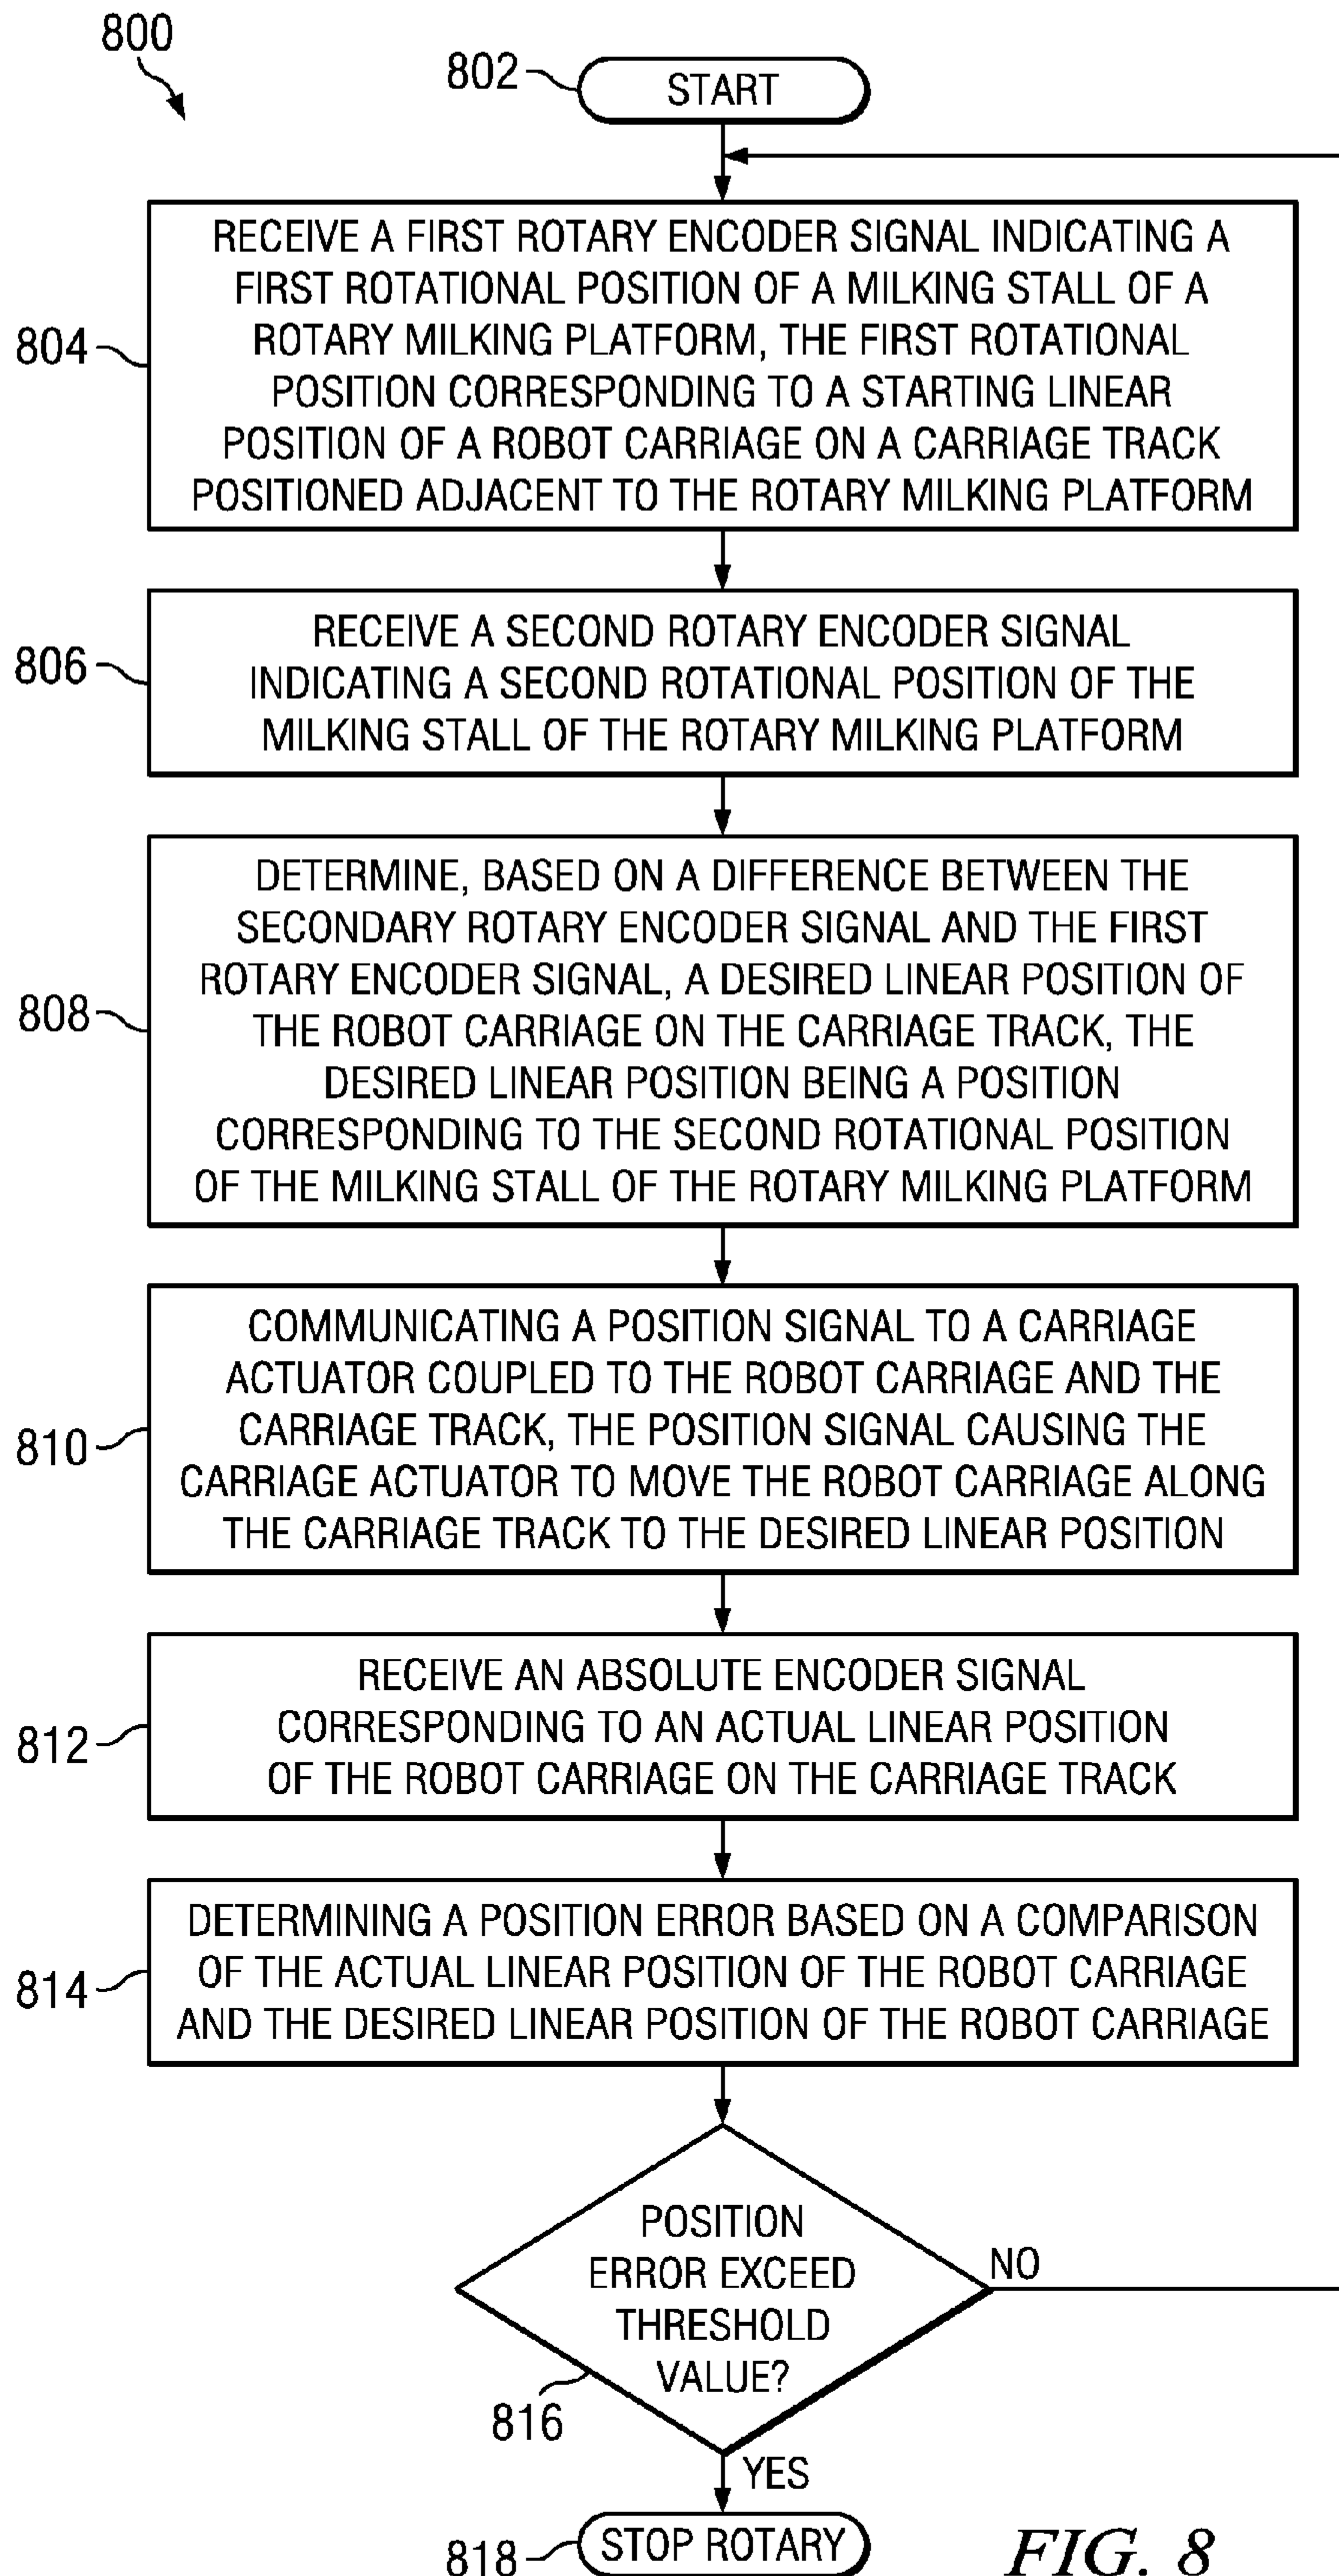 800
802
START
804
RECEIVE A FIRST ROTARY ENCODER SIGNAL INDICATING A
FIRST ROTATIONAL POSITION OF A MILKING STALL OF A
ROTARY MILKING PLATFORM, THE FIRST ROTATIONAL
POSITION CORRESPONDING TO A STARTING LINEAR
POSITION OF A ROBOT CARRIAGE ON A CARRIAGE TRACK
POSITIONED ADJACENT TO THE ROTARY MILKING PLATFORM
806
RECEIVE A SECOND ROTARY ENCODER SIGNAL
INDICATING A SECOND ROTATIONAL POSITION OF THE
MILKING STALL OF THE ROTARY MILKING PLATFORM
808
DETERMINE, BASED ON A DIFFERENCE BETWEEN THE
SECONDARY ROTARY ENCODER SIGNAL AND THE FIRST
ROTARY ENCODER SIGNAL, A DESIRED LINEAR POSITION OF
THE ROBOT CARRIAGE ON THE CARRIAGE TRACK, THE
DESIRED LINEAR POSITION BEING A POSITION
CORRESPONDING TO THE SECOND ROTATIONAL POSITION
OF THE MILKING STALL OF THE ROTARY MILKING PLATFORM
810
COMMUNICATING A POSITION SIGNAL TO A CARRIAGE
ACTUATOR COUPLED TO THE ROBOT CARRIAGE AND THE
CARRIAGE TRACK, THE POSITION SIGNAL CAUSING THE
CARRIAGE ACTUATOR TO MOVE THE ROBOT CARRIAGE ALONG
THE CARRIAGE TRACK TO THE DESIRED LINEAR POSITION
812
RECEIVE AN ABSOLUTE ENCODER SIGNAL
CORRESPONDING TO AN ACTUAL LINEAR POSITION
OF THE ROBOT CARRIAGE ON THE CARRIAGE TRACK
814
DETERMINING A POSITION ERROR BASED ON A COMPARISON
OF THE ACTUAL LINEAR POSITION OF THE ROBOT CARRIAGE
AND THE DESIRED LINEAR POSITION OF THE ROBOT CARRIAGE
POSITION
ERROR EXCEED
THRESHOLD
VALUE?
NO
816
YES
818
STOP ROTARY
FIG. 8